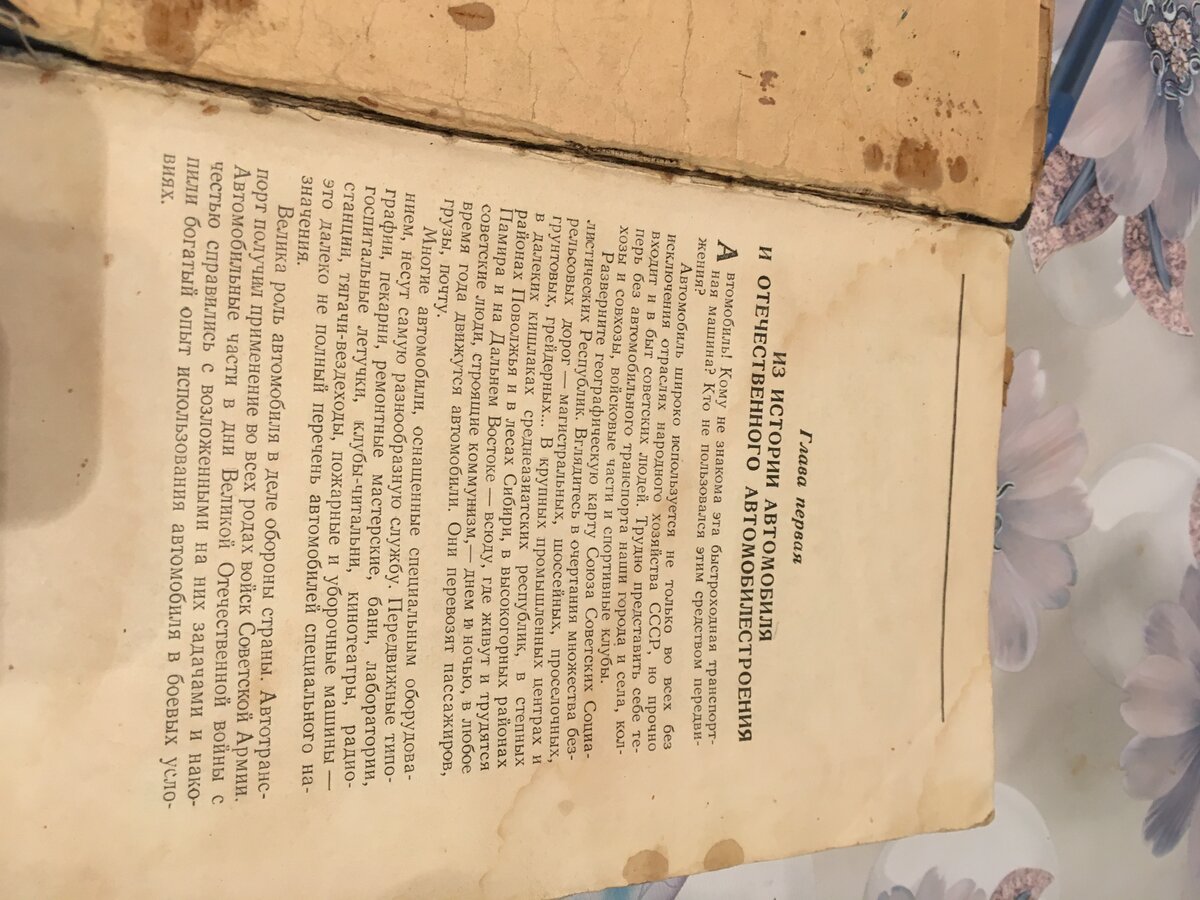 Глава первая
ИЗ ИСТОРИИ АВТОМОБИЛЯ
И ОТЕЧЕСТВЕННОГО АВТОМОБИЛЕСТРОЕНИЯ
Автомобиль! Кому не знакома эта быстроходная транспорт-
ная машина? Кто не пользовался этим средством передви-
жения?
Автомобиль широко используется не только во всех без
исключения отраслях народного хозяйства СССР, но прочно
входит и в быт советских людей. Трудно представить себе те-
перь без автомобильного транспорта наши города и села, кол-
хозы и совхозы, войсковые части и спортивные клубы.
Разверните географическую карту Союза Советских Социа-
листических Республик. Вглядитесь в очертания множества без-
рельсовых дорог — магистральных, шоссейных, проселочных,
грунтовых, грейдерных... В крупных промышленных центрах и
в далеких кишлаках среднеазиатских республик, в степных
районах Поволжья и в лесах Сибири, в высокогорных районах
Памира и на Дальнем Востоке — всюду, где живут и трудятся
советские люди, строящие коммунизм,— днем и ночью, в любое
время года движутся автомобили. Они перевозят пассажиров,
грузы, почту.
Многие автомобили, оснащенные специальным оборудова-
нием, несут самую разнообразную службу. Передвижные типо-
графии, пекарни, ремонтные мастерские, бани, лаборатории,
госпитальные летучки, клубы-читальни, кинотеатры, радио-
станции, тягачи-вездеходы, пожарные и уборочные машины —
это далеко не полный перечень автомобилей специального на-
значения.
Велика роль автомобиля в деле обороны страны. Автотранс-
порт получил применение во всех родах войск Советской Армии.
Автомобильные части в дни Великой Отечественной войны с
честью справились с возложенными на них задачами и нако-
пили богатый опыт использования автомобиля в боевых усло-
виях.